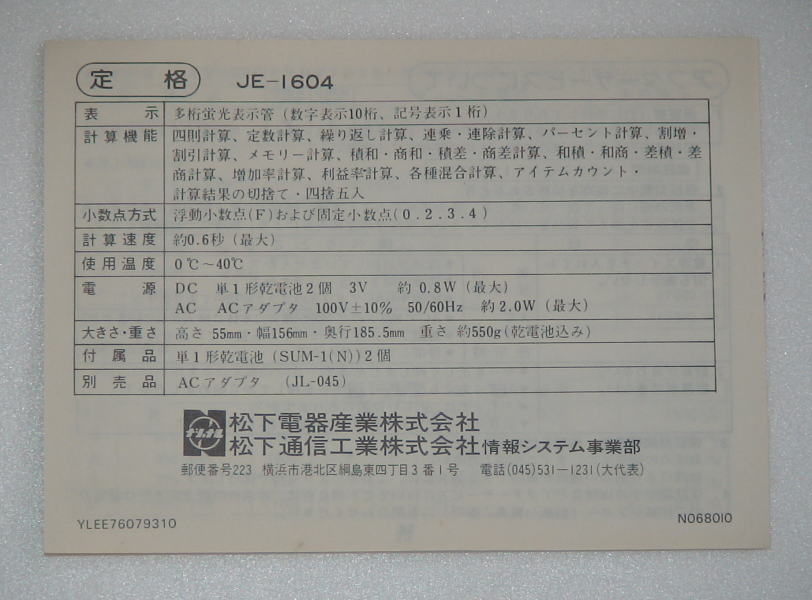 定格 JE-1604
表示 多桁蛍光表示管(数字表示10桁、記号表示1桁)
計算機能 四則計算、定数計算、繰り返し計算、連乗・連除計算、パーセント計算、割増・
割引計算、メモリー計算、積和・商和・積差・商差計算、和積・和商・差積・差
商計算、増加率計算、利益率計算、各種混合計算、アイテムカウント・
計算結果の切捨て・四捨五入
小数点方式 浮動小数点(F)および固定小数点(0.2.3.4)
計算速度 約0.6秒(最大)
使用温度 0℃~40℃
電源 DC 単1形乾電池2個 3V 約0.8W(最大)
AC ACアダプタ 100V±10% 50/60Hz 約2.0W(最大)
大きさ・重さ 高さ 55mm・幅156mm・奥行185.5mm 重さ 約550g(乾電池込み)
付属品 単1形乾電池(SUM-1(N))2個
別売品 ACアダプタ (JL-045)
ナショナル
松下電器産業株式会社
松下通信工業株式会社情報システム事業部
郵便番号223 横浜市港北区綱島東四丁目3番1号 電話(045)531-1231(大代表)
YLEE76079310
N06801O